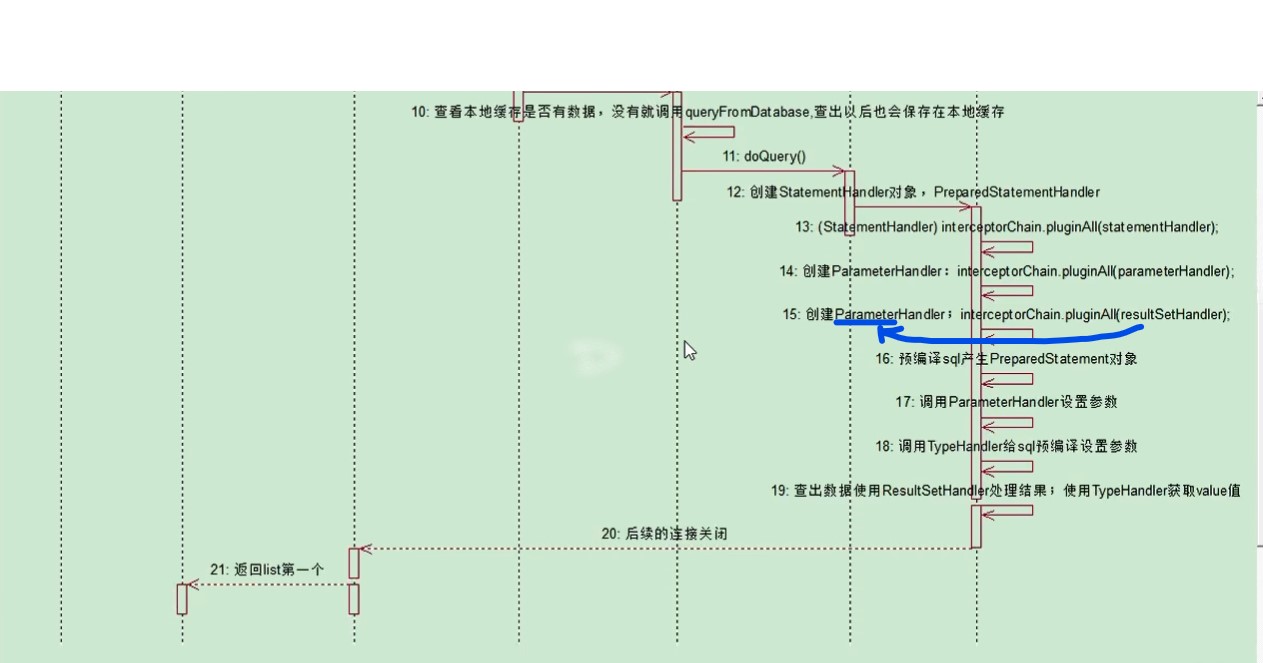 10: 查看本地缓存是否有数据，没有就调用queryFromDatabase,查出以后也会保存在本地缓存
11: doQuery()
12: 创建StatementHandler对象，PreparedStatementHandler
13: (StatementHandler) interceptorChain.pluginAll(statementHandler);
14: 创建ParameterHandler：interceptorChain.pluginAll(parameterHandler);
15: 创建ParameterHandler；interceptorChain.pluginAll(resultSetHandler);
16: 预编译sql产生PreparedStatement对象
17: 调用ParameterHandler设置参数
18: 调用TypeHandler给sql预编译设置参数
19: 查出数据使用ResultSetHandler处理结果；使用TypeHandler获取value值
20: 后续的连接关闭
21: 返回list第一个